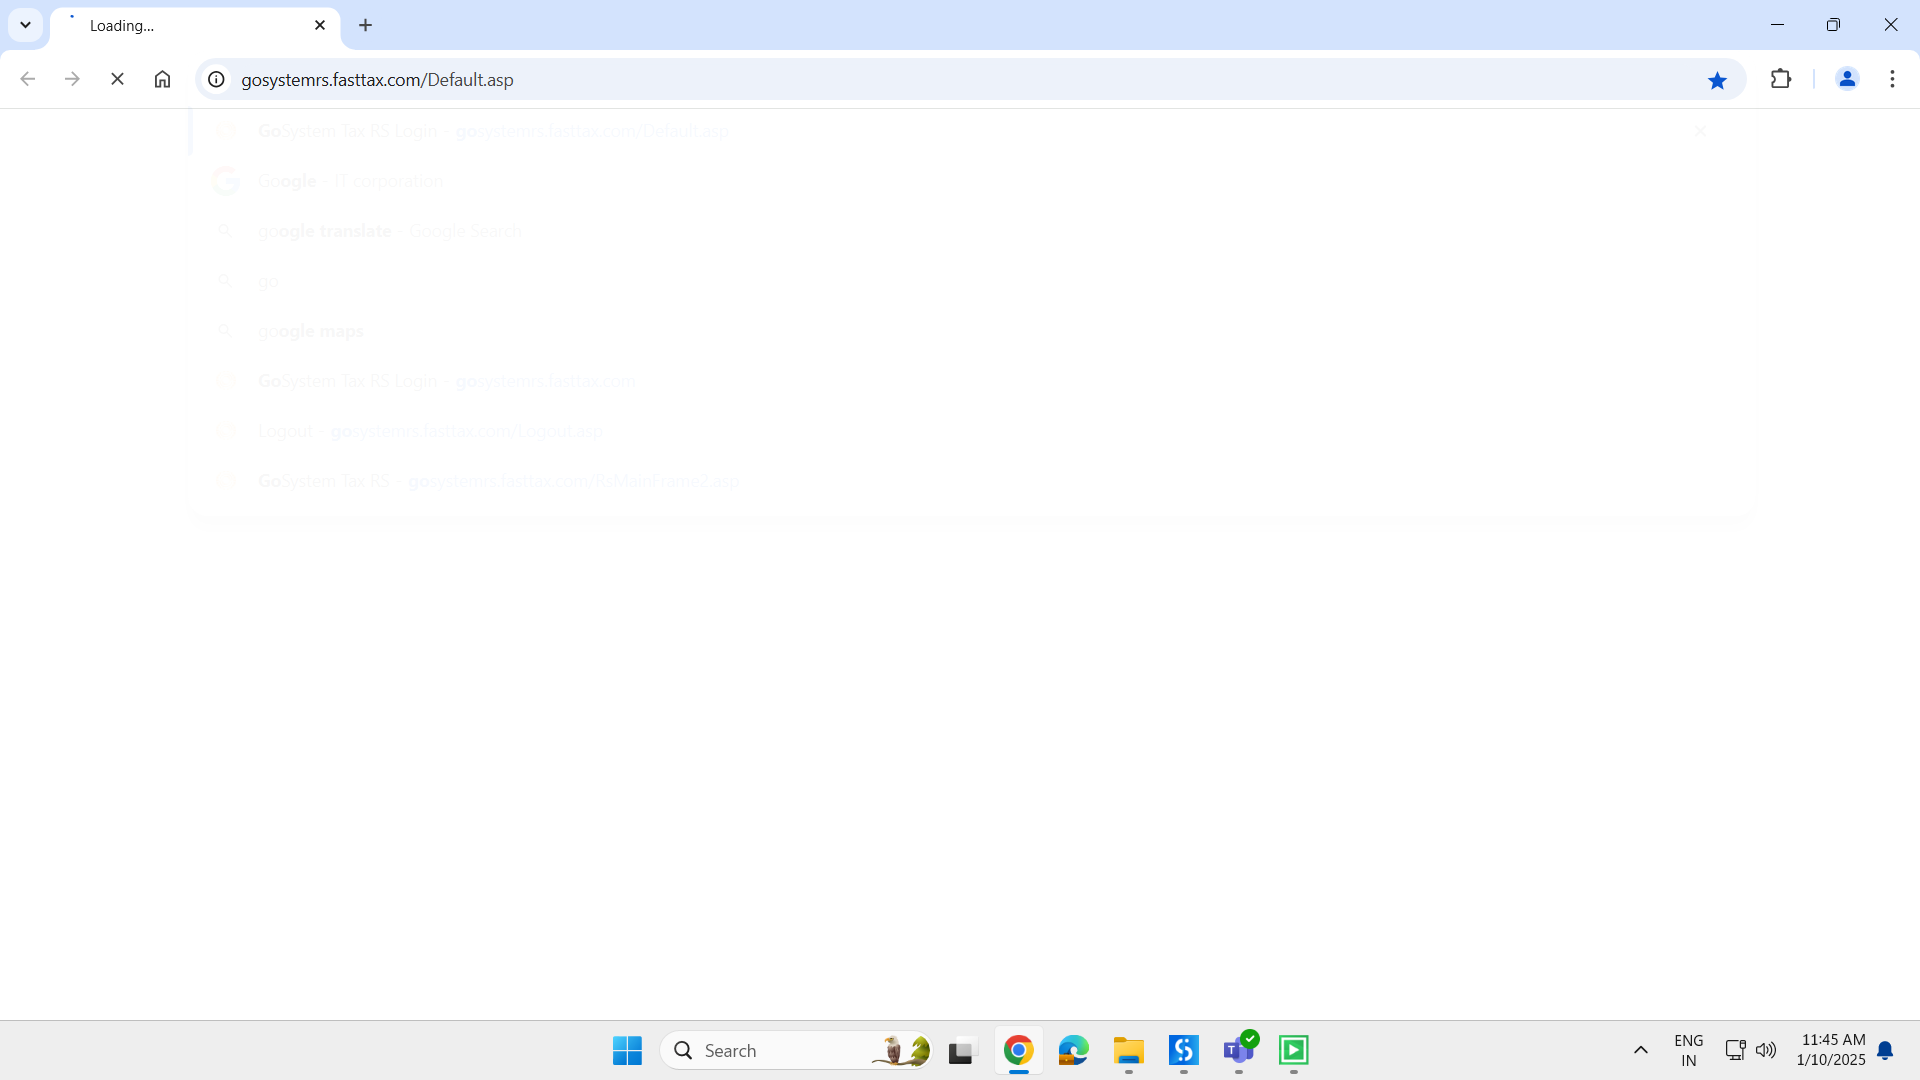 Loading...
gosystemrs.fasttax.com/Default.asp
GoSystem Tax RS Login - gosystemrs.fasttax.com/Default.asp
Google - IT corporation
google translate - Google Search
go
google maps
GoSystem Tax RS Login - gosystemrs.fasttax.com
Logout - gosystemrs.fasttax.com/Logout.asp
GoSystem Tax RS - gosystemrs.fasttax.com/RsMainFrame2.asp
Search
ENG
IN
11:45 AM
1/10/2025